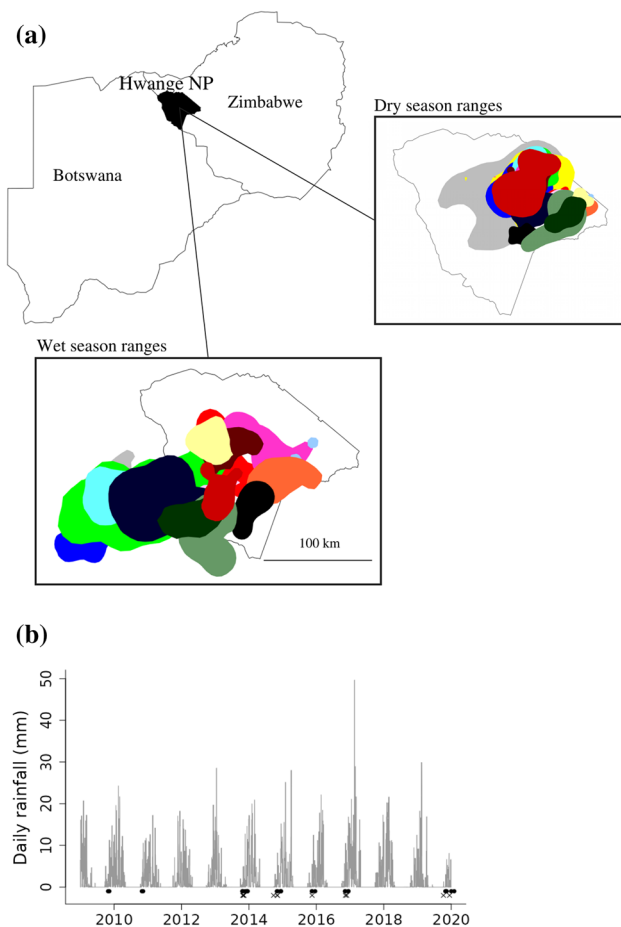 (a)
Hwange NP
Zimbabwe
Dry season ranges
Botswana
Wet season ranges
100 km
(b)
Daily rainfall (mm)
50
40
30
20
10
0
2010 2012 2014 2016 2018 2020